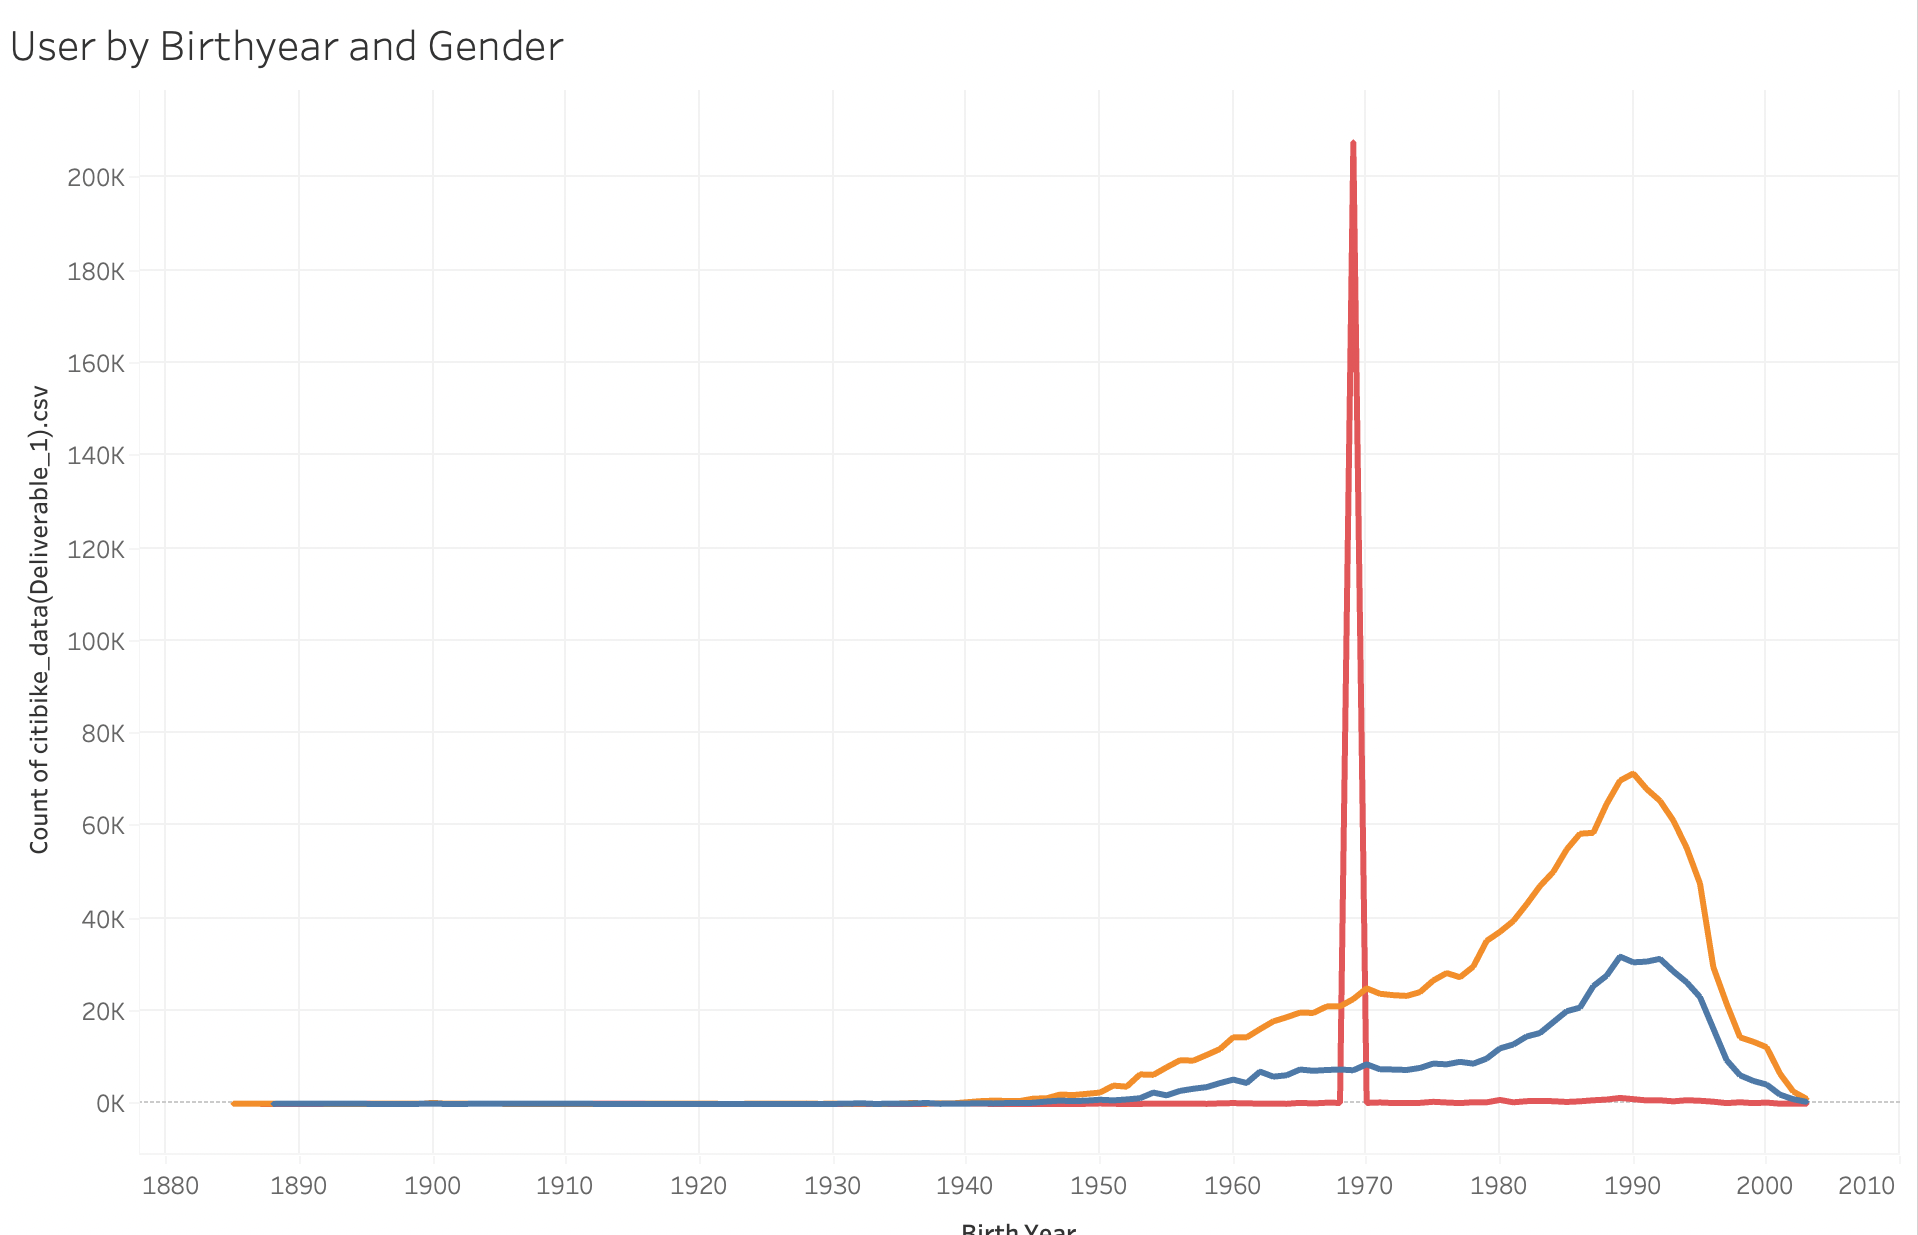 User by Birthyear and Gender
Count of citibike_data(Deliverable_1).csv
200K
180K
160K
140K
120K
100K
80K
60K
40K
20K
0K
1880 1890 1900 1910 1920 1930 1940 1950 1960 1970 1980 1990 2000 2010
Birth Year